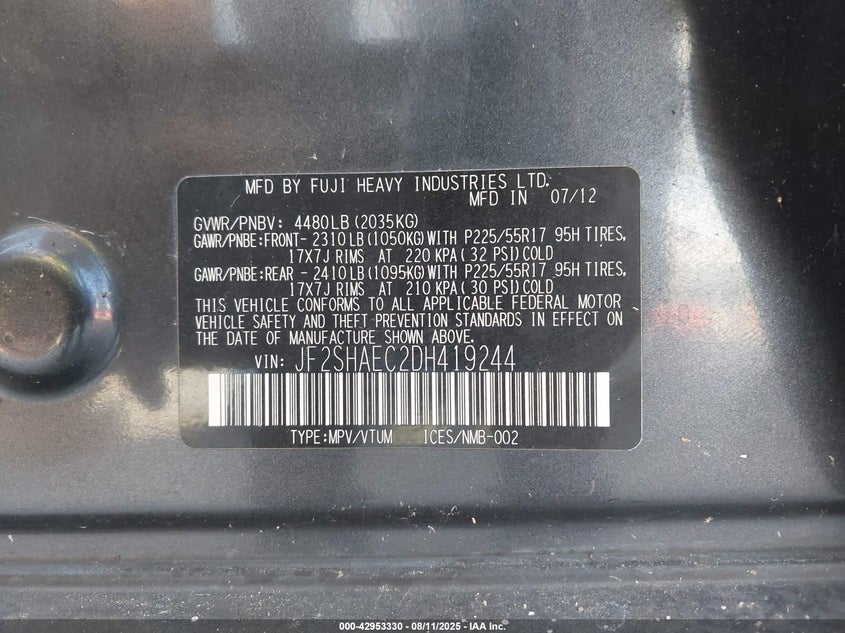 MFD BY FUJI HEAVY INDUSTRIES LTD.
MFD IN 07/12
GVWR/PNBV: 4480LB (2035KG)
GAWR/PNBE:FRONT- 2310LB (1050KG) WITH P225/55R17 95H TIRES,
17X7J RIMS AT 220 KPA ( 32 PSI) COLD
GAWR/PNBE:REAR - 2410LB (1095KG) WITH P225/55R17 95H TIRES,
17X7J RIMS AT 210 KPA ( 30 PSI) COLD
THIS VEHICLE CONFORMS TO ALL APPLICABLE FEDERAL MOTOR
VEHICLE SAFETY AND THEFT PREVENTION STANDARDS IN EFFECT ON
THE DATE OF MANUFACTURE SHOWN ABOVE.
VIN: JF2SHAEC2DH419244
TYPE:MPV/VTUM ICES/NMB-002
000-42953330 - 08/11/2025 - IAA Inc.